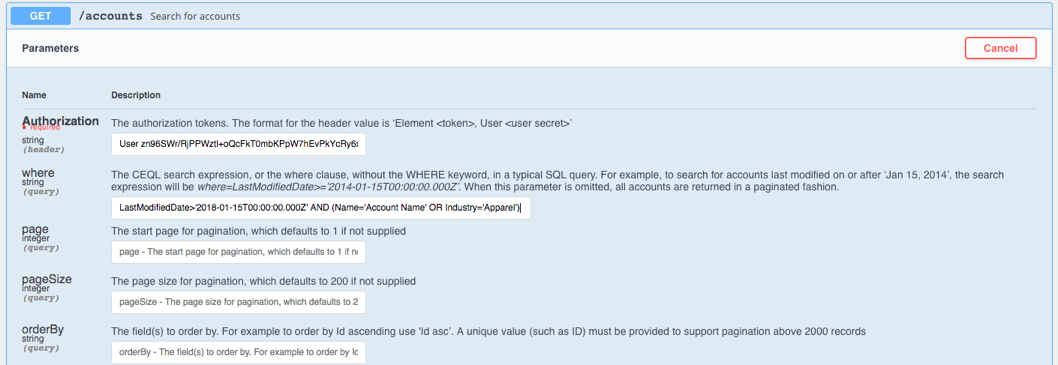 GET /accounts Search for accounts
Parameters
Cancel
Name Description
Authorization
* required
string
(header)
The authorization tokens. The format for the header value is ‘Element <token>, User <user secret>’
User zn96SWr/RjPPWztl+oQcFkT0mbKPpW7hEvPkYcRy6
where
string
(query)
The CEQL search expression, or the where clause, without the WHERE keyword, in a typical SQL query. For example, to search for accounts last modified on or after ‘Jan 15, 2014’, the search
expression will be where=LastModifiedDate>='2014-01-15T00:00:00.000Z'. When this parameter is omitted, all accounts are returned in a paginated fashion.
LastModifiedDate>'2018-01-15T00:00:00.000Z' AND (Name='Account Name' OR Industry='Apparel')
page
integer
(query)
The start page for pagination, which defaults to 1 if not supplied
page - The start page for pagination, which defaults to 1 if n
pageSize
integer
(query)
The page size for pagination, which defaults to 200 if not supplied
pageSize - The page size for pagination, which defaults to 2
orderBy
string
(query)
The field(s) to order by. For example to order by Id ascending use ‘Id asc’. A unique value (such as ID) must be provided to support pagination above 2000 records
orderBy - The field(s) to order by. For example to order by Id